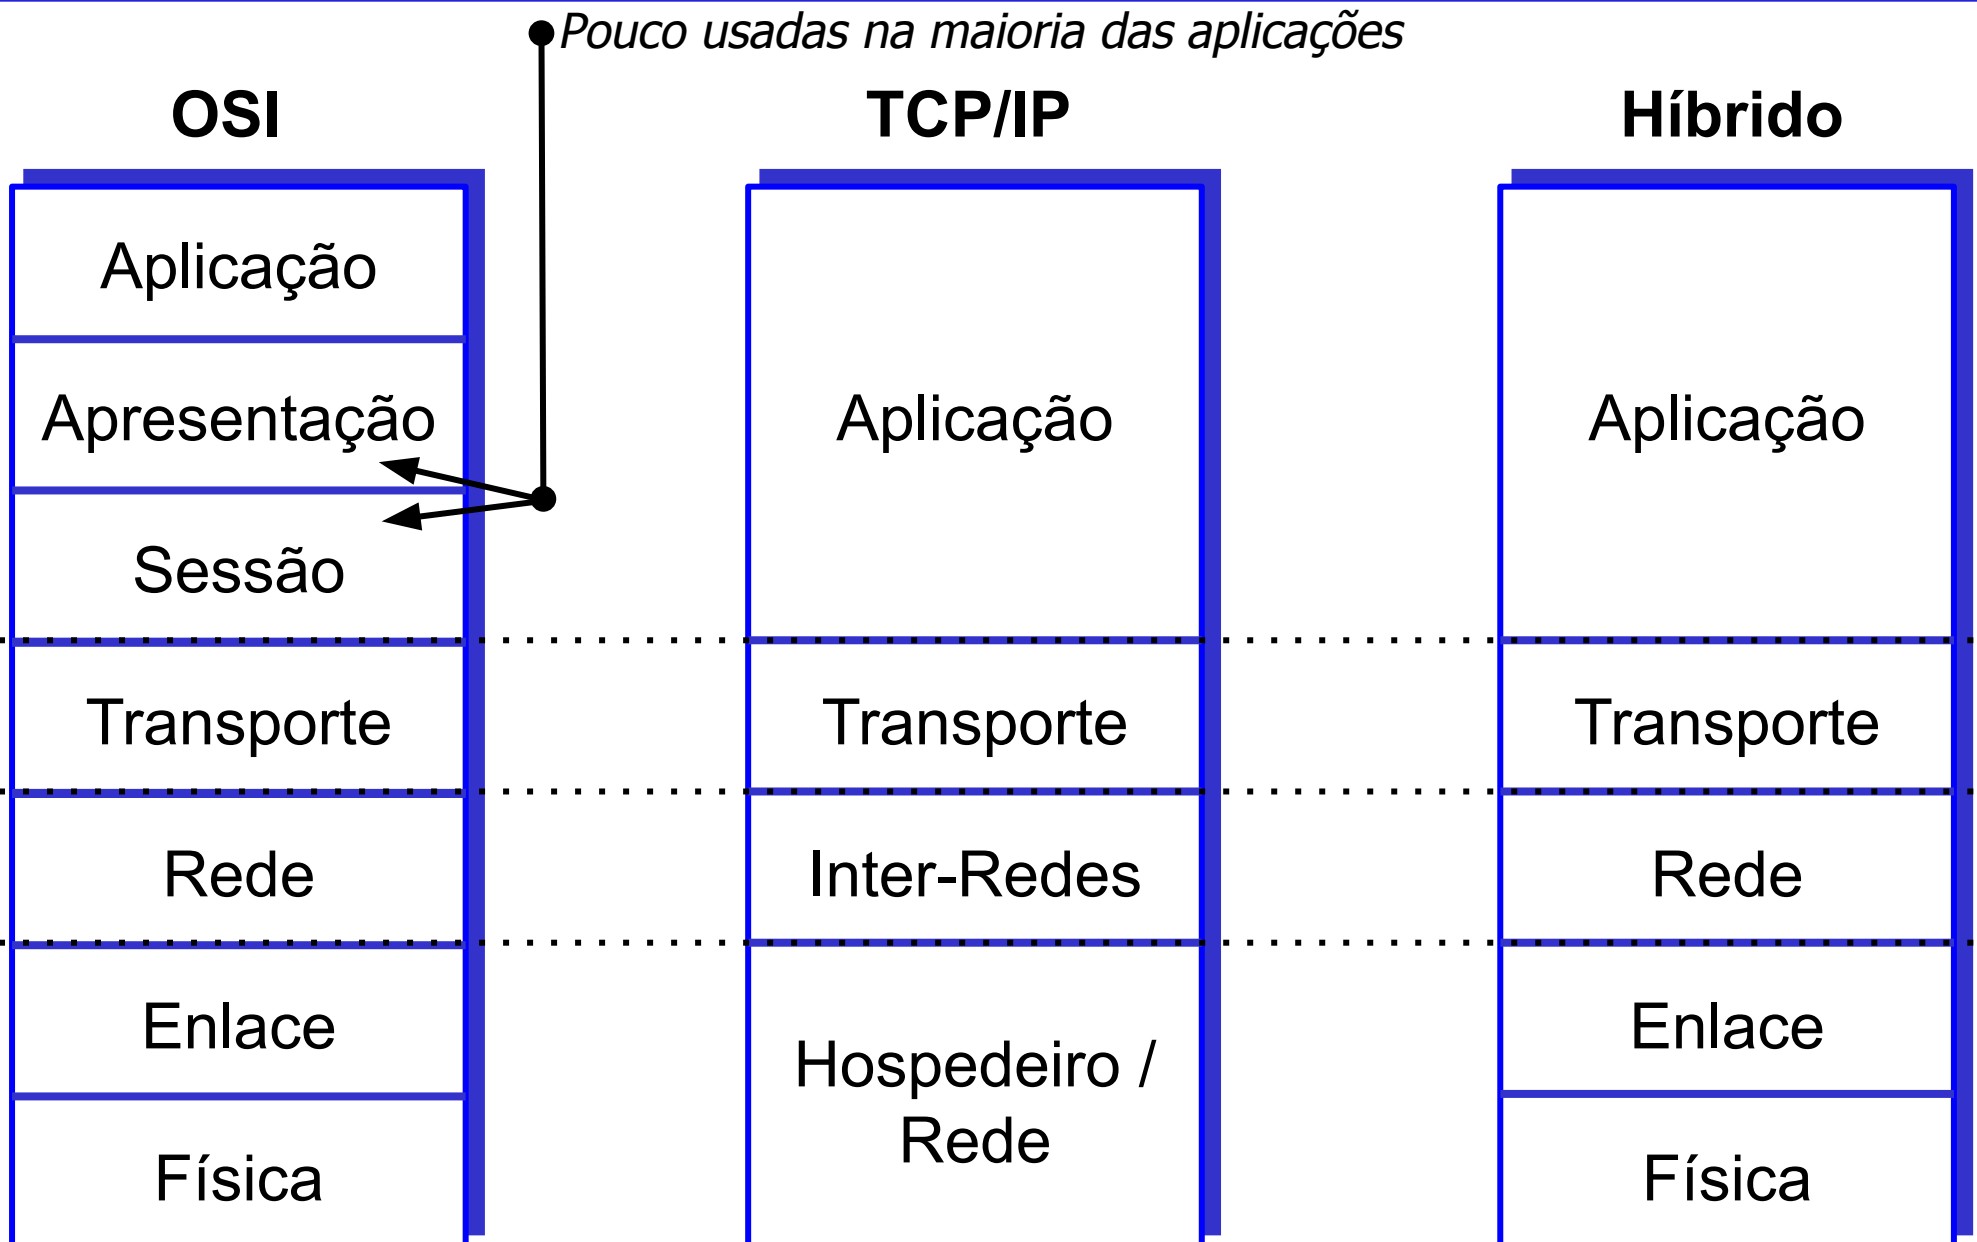 Pouco usadas na maioria das aplicações
OSI
TCP/IP
Híbrido
Aplicação
Apresentação
Sessão
Transporte
Rede
Enlace
Física
Aplicação
Transporte
Inter-Redes
Hospedeiro /
Rede
Aplicação
Transporte
Rede
Enlace
Física